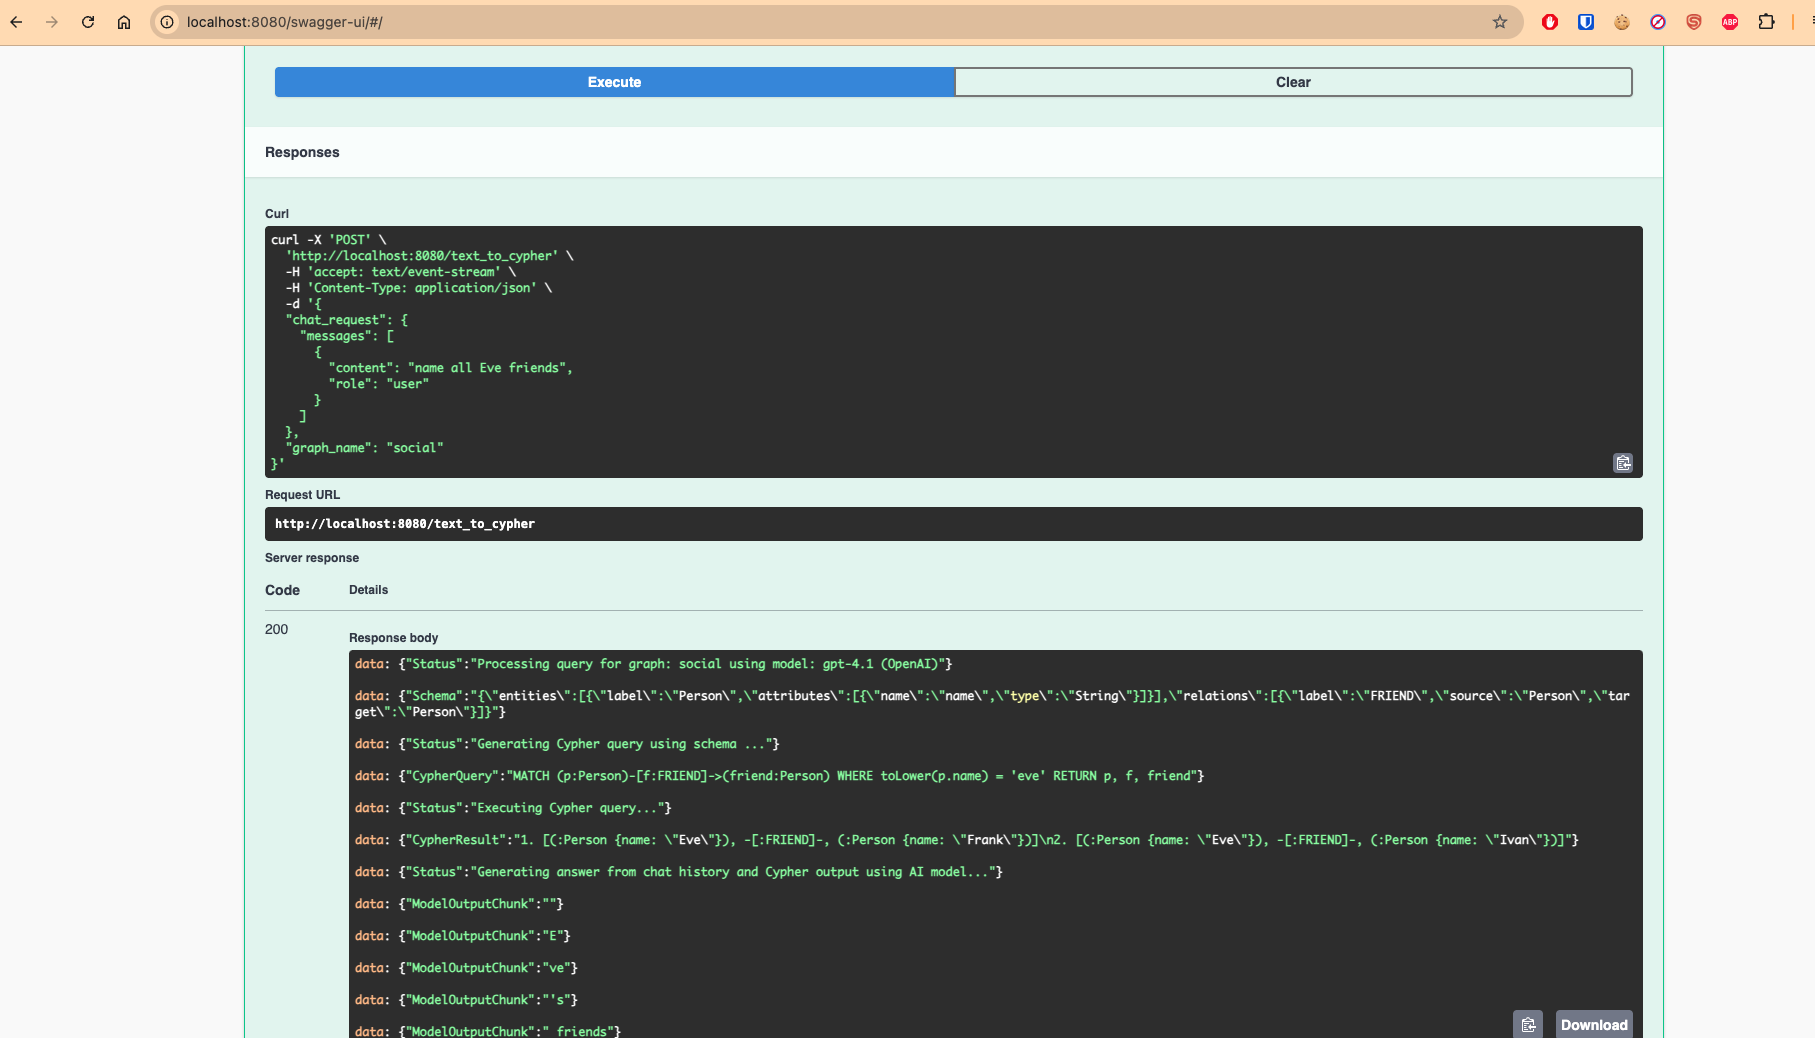 localhost:8080/swagger-ui/#/
ABP
Execute
Clear
Responses
Curl
curl -X 'POST' \
  'http://localhost:8080/text_to_cypher' \
  -H 'accept: text/event-stream' \
  -H 'Content-Type: application/json' \
  -d '{
  "chat_request": {
    "messages": [
      {
        "content": "name all Eve friends",
        "role": "user"
      }
    ]
  },
  "graph_name": "social"
}'
Request URL
http://localhost:8080/text_to_cypher
Server response
Code
Details
200
Response body
data: {"Status":"Processing query for graph: social using model: gpt-4.1 (OpenAI)"}
data: {"Schema":"{\"entities\":[{\"label\":\"Person\",\"attributes\":[{\"name\":\"name\",\"type\":\"String\"}]}],\"relations\":[{\"label\":\"FRIEND\",\"source\":\"Person\",\"tar
get\":\"Person\"}]}"}
data: {"Status":"Generating Cypher query using schema ..."}
data: {"CypherQuery":"MATCH (p:Person)-[f:FRIEND]->(friend:Person) WHERE toLower(p.name) = 'eve' RETURN p, f, friend"}
data: {"Status":"Executing Cypher query..."}
data: {"CypherResult":"1. [(:Person {name: \"Eve\"}), -[:FRIEND]-, (:Person {name: \"Frank\"})]\n2. [(:Person {name: \"Eve\"}), -[:FRIEND]-, (:Person {name: \"Ivan\"})]"}
data: {"Status":"Generating answer from chat history and Cypher output using AI model..."}
data: {"ModelOutputChunk":""}
data: {"ModelOutputChunk":"E"}
data: {"ModelOutputChunk":"ve"}
data: {"ModelOutputChunk":"'s"}
data: {"ModelOutputChunk":" friends"}
Download